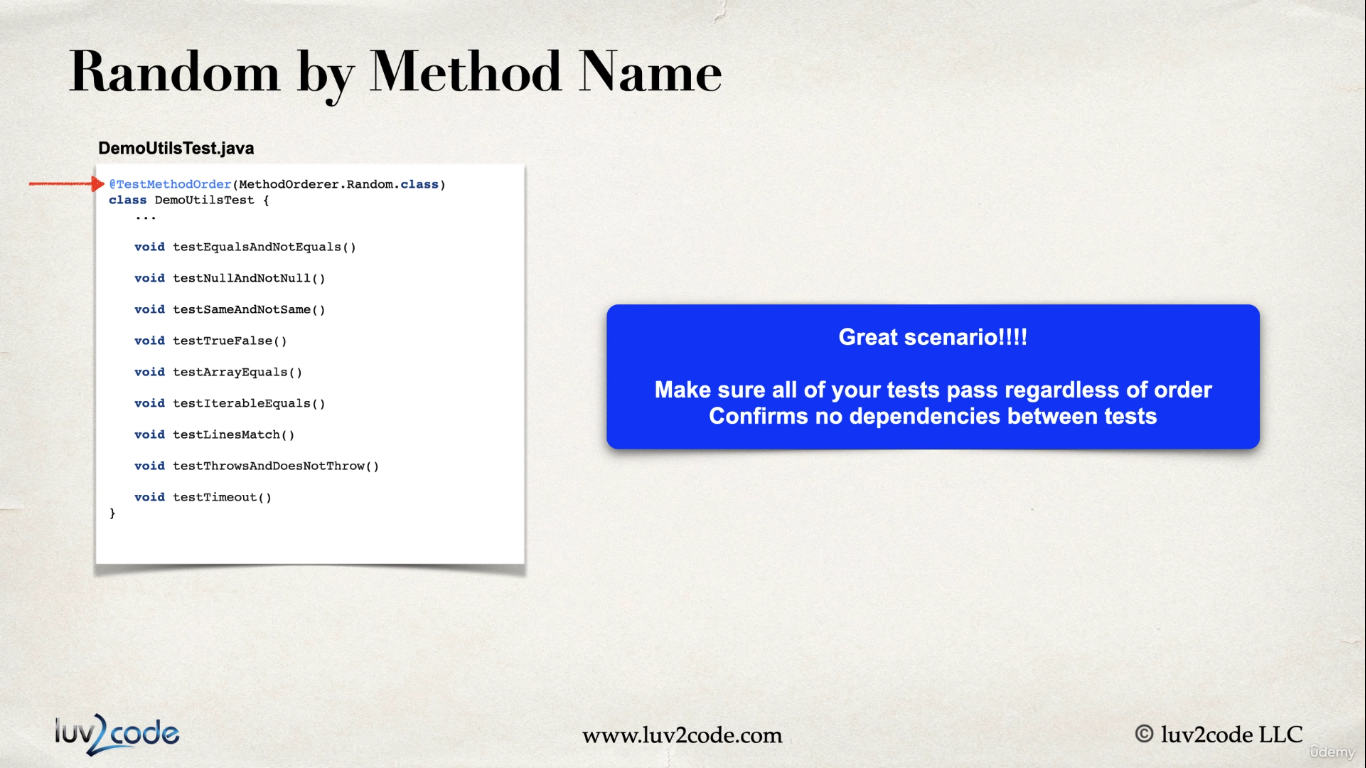 Random by Method Name
DemoUtilsTest.java
@TestMethodOrder(MethodOrderer.Random.class)
class DemoUtilsTest {
...
void testEqualsAndNotEquals()
void testNullAndNotNull()
void testSameAndNotSame()
void testTrueFalse()
void testArrayEquals()
void testIterableEquals()
void testLinesMatch()
void testThrowsAndDoesNotThrow()
void testTimeout()
}
Great scenario!!!!
Make sure all of your tests pass regardless of order
Confirms no dependencies between tests
luv2code
www.luv2code.com
© luv2code LLC
ûdemy